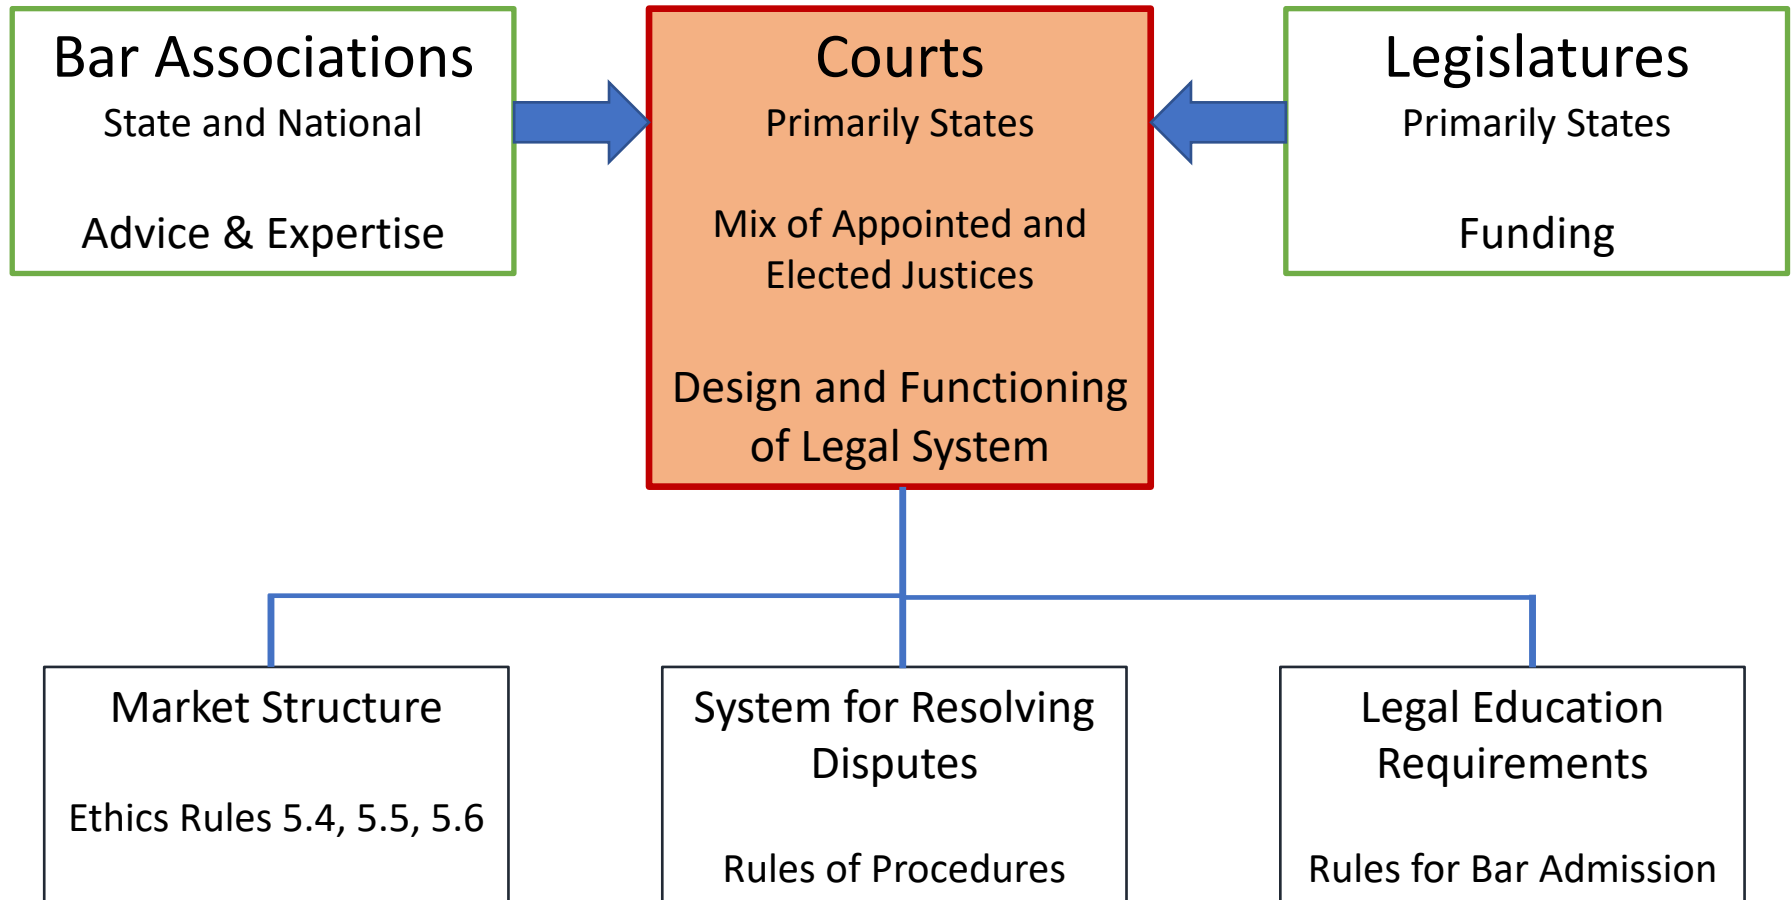 Bar Associations
State and National
Advice & Expertise
Courts
Primarily States
Mix of Appointed and
Elected Justices
Design and Functioning
of Legal System
Legislatures
Primarily States
Funding
Market Structure
Ethics Rules 5.4, 5.5, 5.6
System for Resolving
Disputes
Rules of Procedures
Legal Education
Requirements
Rules for Bar Admission